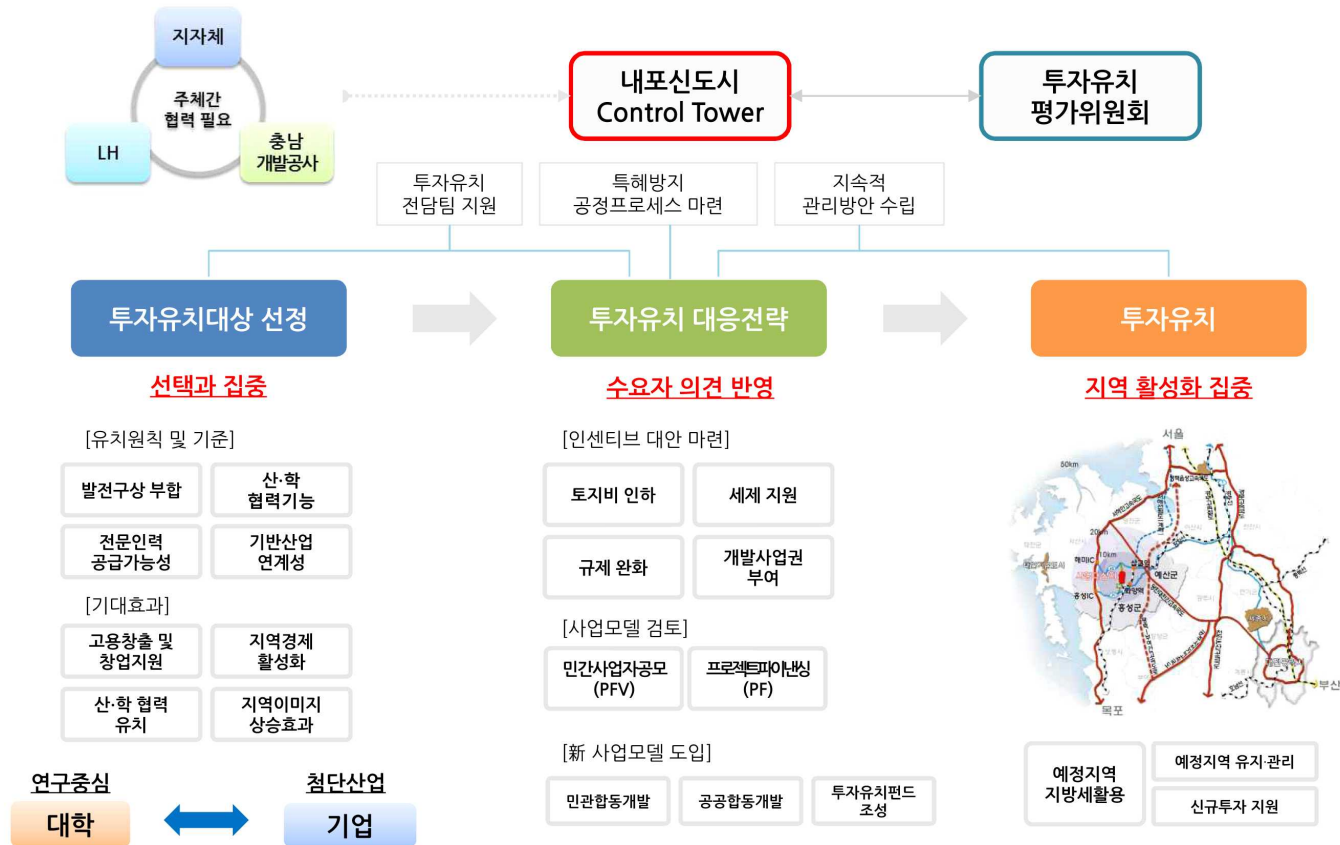 지자체
주체간
협력 필요
LH
충남
개발공사
내포신도시
Control Tower
투자유치
평가위원회
투자유치
전담팀 지원
특혜방지
공정프로세스 마련
지속적
관리방안 수립
투자유치대상 선정
투자유치 대응전략
투자유치
선택과 집중
[유치원칙 및 기준]
발전구상 부합
산·학
협력기능
전문인력
공급가능성
기반산업
연계성
[기대효과]
고용창출 및
창업지원
지역경제
활성화
산·학 협력
유치
지역이미지
상승효과
연구중심
대학
첨단산업
기업
수요자 의견 반영
[인센티브 대안 마련]
토지비 인하
세제 지원
규제 완화
개발사업권
부여
[사업모델 검토]
민간사업자공모
(PFV)
프로젝트파이낸싱
(PF)
[新 사업모델 도입]
민관합동개발
공공합동개발
투자유치펀드
조성
지역 활성화 집중
서울
50km
20km
10km
해미IC
홍성IC
예산군
홍성군
화양역
목포
부산
예정지역
지방세활용
예정지역 유지·관리
신규투자 지원